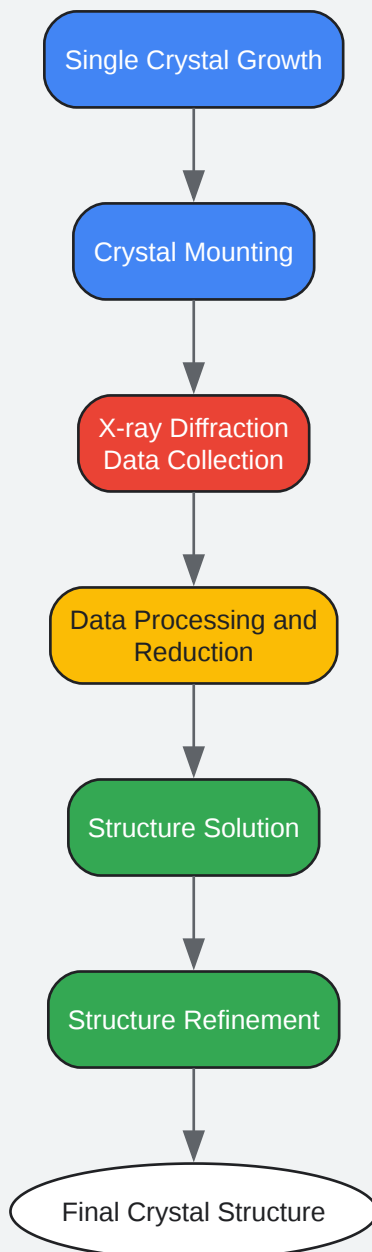 Single Crystal Growth
Crystal Mounting
X-ray Diffraction
Data Collection
Data Processing and
Reduction
Structure Solution
Structure Refinement
Final Crystal Structure